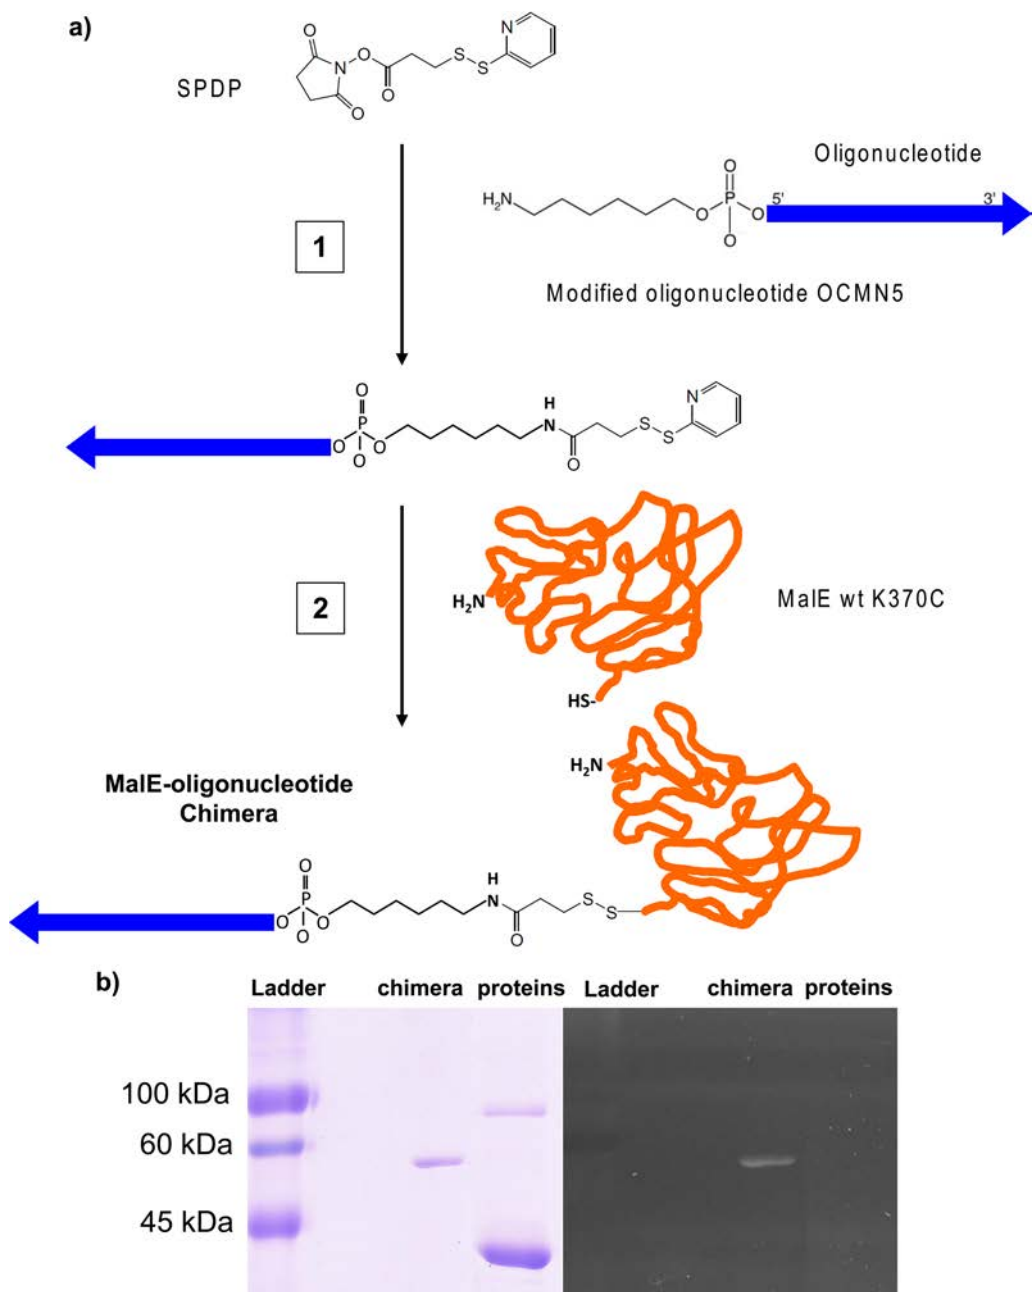 a)
SPDP
O
N
O
O
O
S
S
N
1
H2N
O
P
O
O
O
5'
3'
Oligonucleotide
Modified oligonucleotide OCMN5
O
P
O
O
O
H
N
O
S
S
N
2
H2N
MalE wt K370C
HS-
H2N
MalE-oligonucleotide
Chimera
O
P
O
O
O
H
N
O
S
S
b)
Ladder chimera proteins Ladder chimera proteins
100 kDa
60 kDa
45 kDa